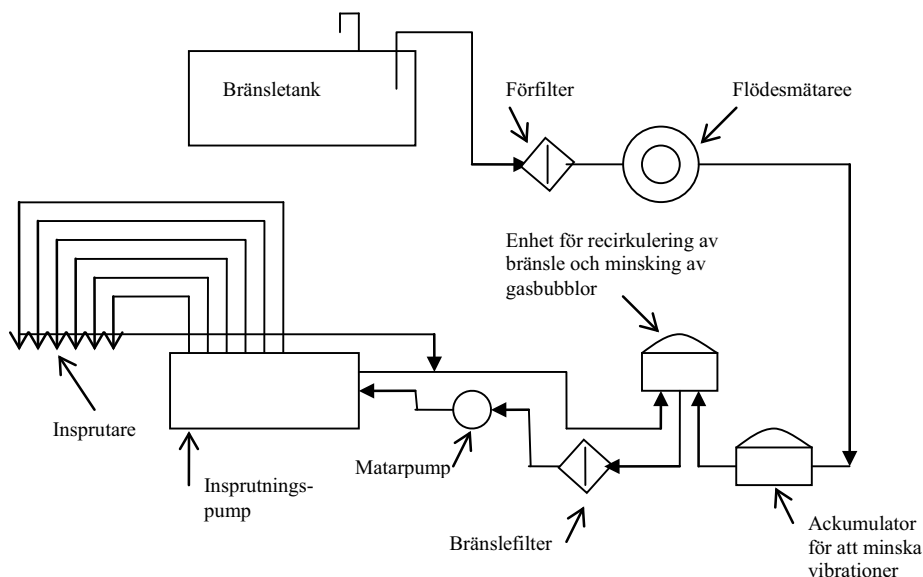 Bränsletank
Förfilter
Flödesmätaree
Enhet för recirkulering av
bränsle och minsking av
gasbubblor
Insprutare
Matarpump
Insprutnings-
pump
Bränslefilter
Ackumulator
för att minska
vibrationer